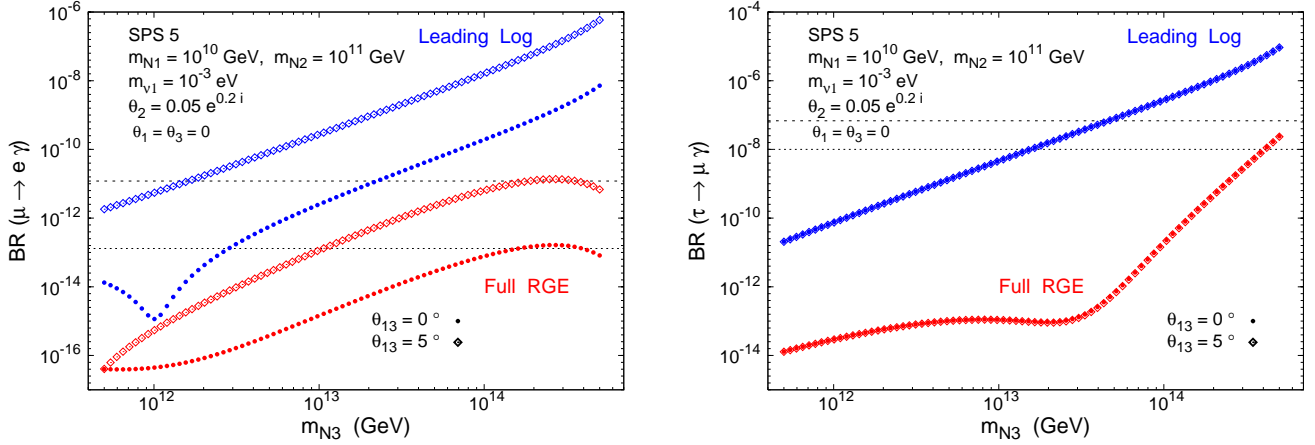 SPS 5
m_N1 = 10^10 GeV, m_N2 = 10^11 GeV
m_ν1 = 10^-3 eV
θ_2 = 0.05 e^0.2 i
θ_1 = θ_3 = 0
Leading Log
Full RGE
θ_13 = 0 °
θ_13 = 5 °
BR (μ → e γ)
10^-6
10^-8
10^-10
10^-12
10^-14
10^-16
10^12
10^13
10^14
m_N3 (GeV)
SPS 5
m_N1 = 10^10 GeV, m_N2 = 10^11 GeV
m_ν1 = 10^-3 eV
θ_2 = 0.05 e^0.2 i
θ_1 = θ_3 = 0
Leading Log
Full RGE
θ_13 = 0 °
θ_13 = 5 °
BR (τ → μ γ)
10^-4
10^-6
10^-8
10^-10
10^-12
10^-14
10^12
10^13
10^14
m_N3 (GeV)